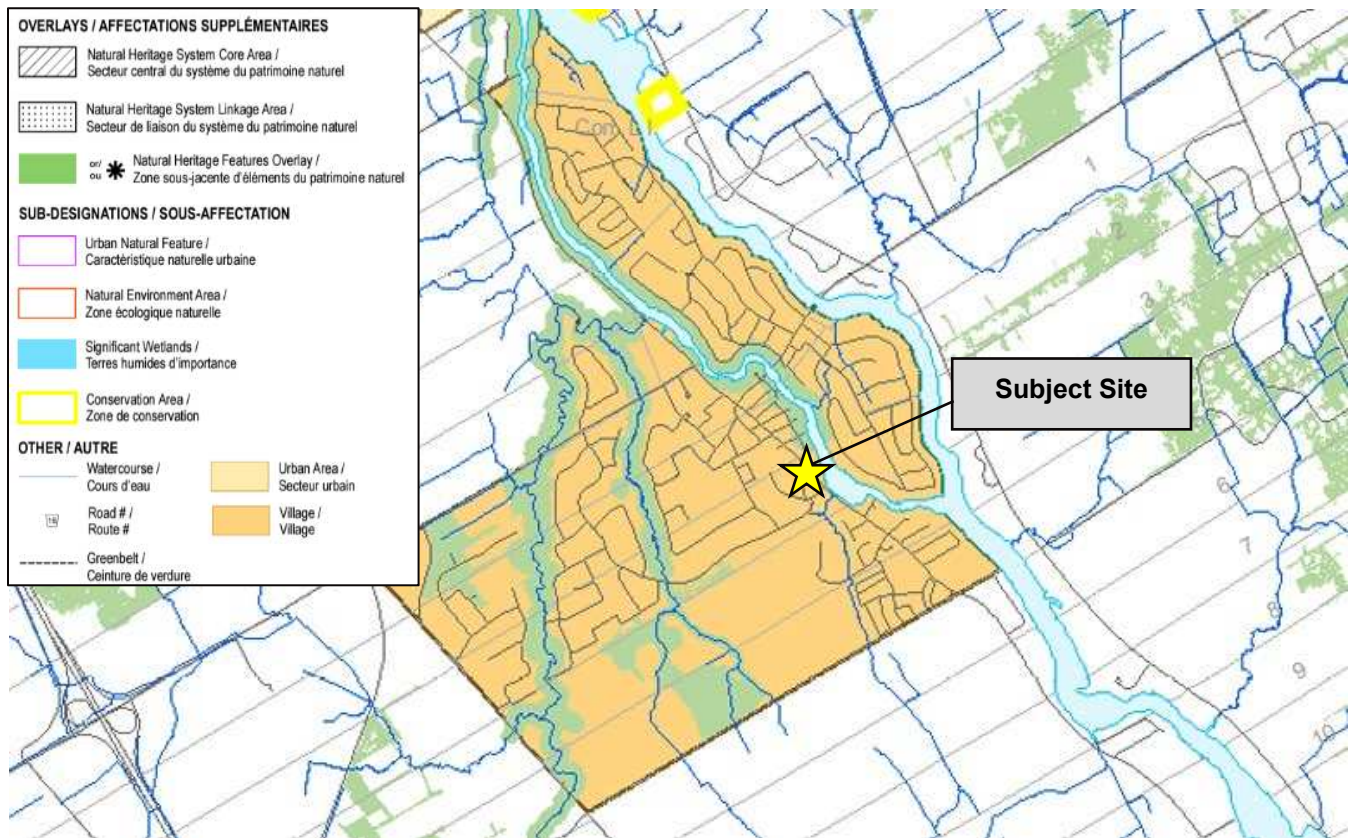 OVERLAYS / AFFECTATIONS SUPPLÉMENTAIRES
Natural Heritage System Core Area /
Secteur central du système du patrimoine naturel
Natural Heritage System Linkage Area /
Secteur de liaison du système du patrimoine naturel
or/
ou
Natural Heritage Features Overlay /
Zone sous-jacente d'éléments du patrimoine naturel
SUB-DESIGNATIONS / SOUS-AFFECTATION
Urban Natural Feature /
Caractéristique naturelle urbaine
Natural Environment Area /
Zone écologique naturelle
Significant Wetlands /
Terres humides d'importance
Conservation Area /
Zone de conservation
OTHER / AUTRE
Watercourse /
Cours d'eau
Urban Area /
Secteur urbain
Road # /
Route #
Village /
Village
Greenbelt /
Ceinture de verdure
Con
1
2
3
Subject Site
6
7
8
9
10